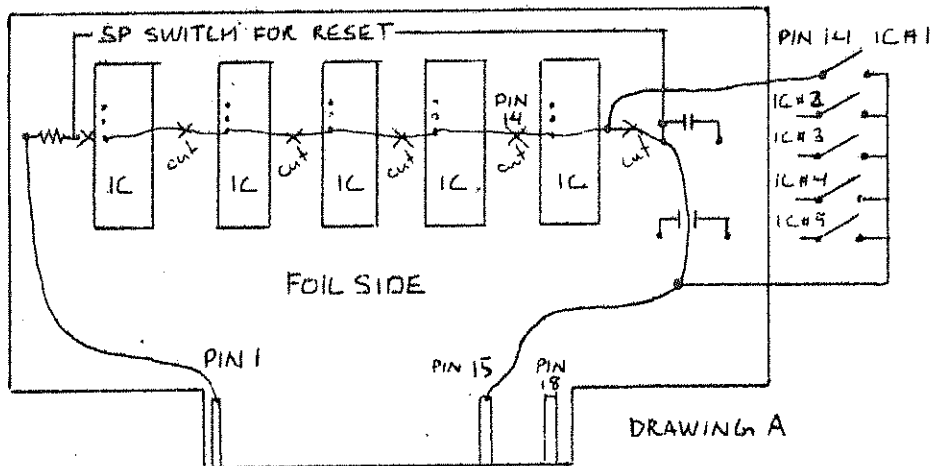 SP SWITCH FOR RESET
PIN 14 IC#1
IC#2
IC#3
IC#4
IC#5
PIN
14
cut
cut
cut
cut
cut
IC
IC
IC
IC.
IC
FOIL SIDE
PIN 1
PIN 15
PIN
18
DRAWING A